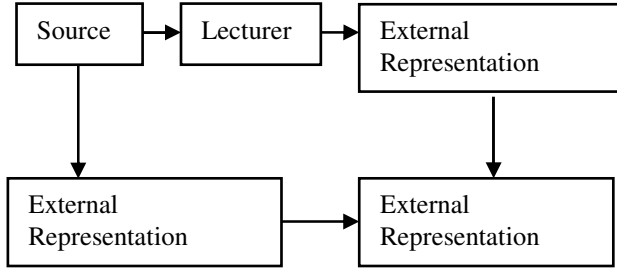 Source
Lecturer
External
Representation
External
Representation
External
Representation